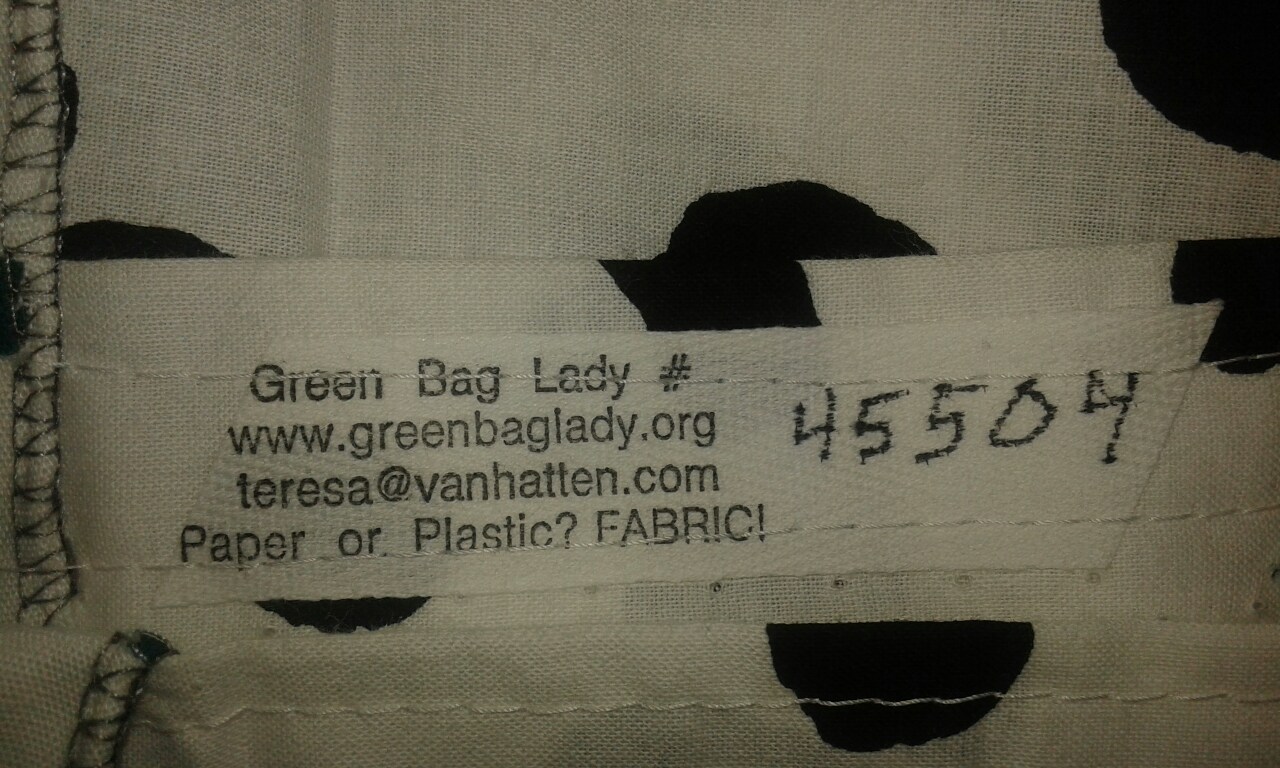 Green Bag Lady # 45504
www.greenbaglady.org
teresa@vanhatten.com
Paper or Plastic? FABRIC!